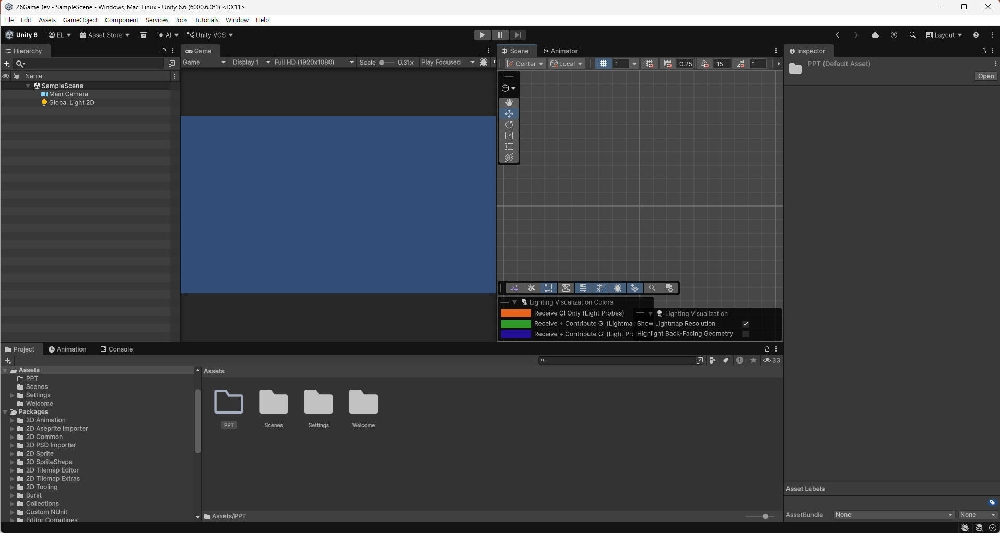 26GameDev - SampleScene - Windows, Mac, Linux - Unity 6.6 (6000.6.0f1) <DX11>
File Edit Assets GameObject Component Services Jobs Tutorials Window Help
Unity 6 EL Asset Store AI Unity VCS Layout
Hierarchy
Name
SampleScene
Main Camera
Global Light 2D
Game
Game Display 1 Full HD (1920x1080) Scale 0.31x Play Focused
Scene Animator
Center Local 1 0.25 15 1
Lighting Visualization Colors
Receive GI Only (Light Probes)
Receive + Contribute GI (Lightmap
Receive + Contribute GI (Light Pro
Lighting Visualization
Show Lightmap Resolution
Highlight Back-Facing Geometry
Inspector
PPT (Default Asset)
Open
Project Animation Console
33
Assets
PPT
Scenes
Settings
Welcome
Packages
2D Animation
2D Aseprite Importer
2D Common
2D PSD Importer
2D Sprite
2D SpriteShape
2D Tilemap Editor
2D Tilemap Extras
2D Tooling
Burst
Collections
Custom NUnit
Editor Coroutines
Assets
PPT Scenes Settings Welcome
Assets/PPT
Asset Labels
AssetBundle None None